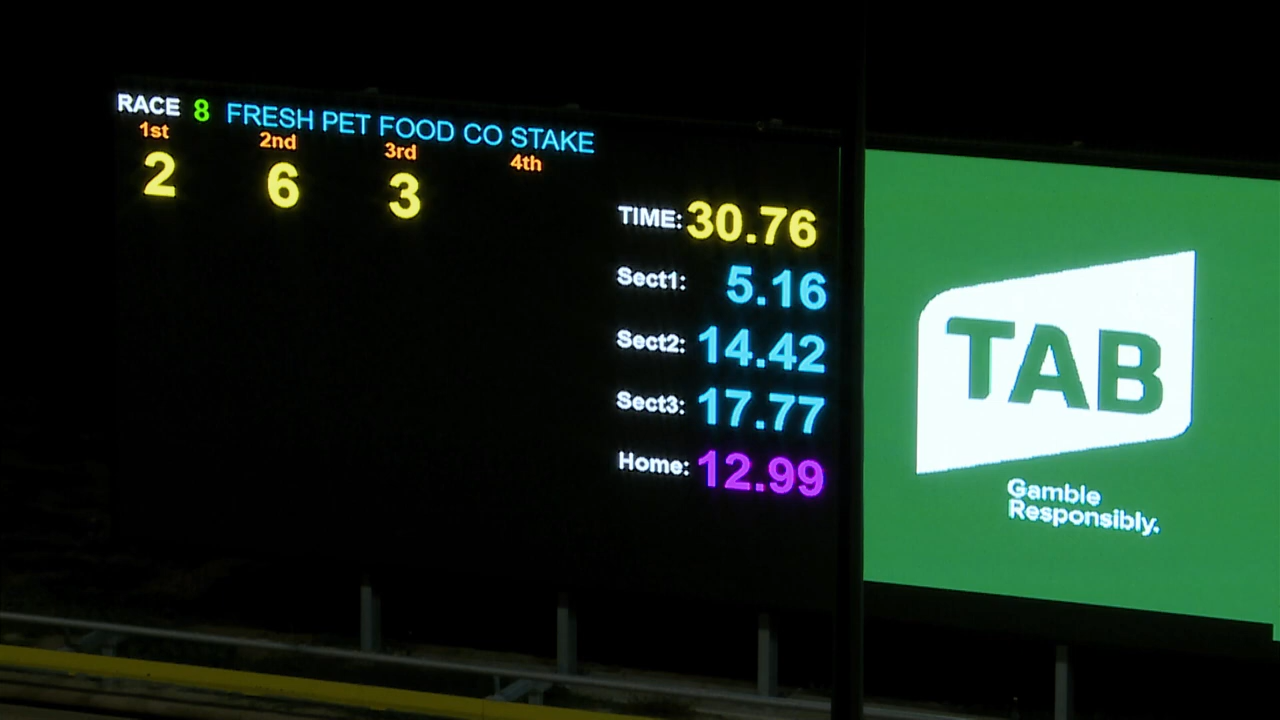 RACE 8 FRESH PET FOOD CO STAKE
1st 2nd 3rd 4th
2 6 3
TIME: 30.76
Sect1: 5.16
Sect2: 14.42
Sect3: 17.77
Home: 12.99
TAB
Gamble
Responsibly.